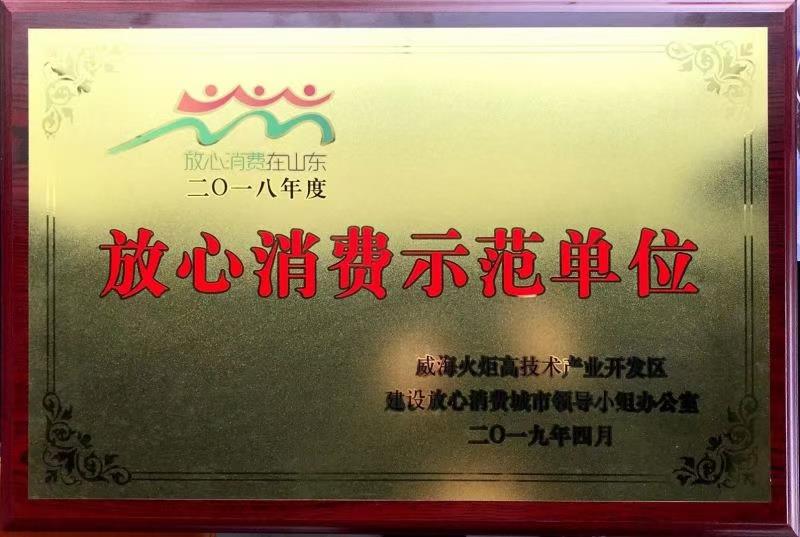 放心消费在山东
二〇一八年度
放心消费示范单位
威海火炬高技术产业开发区
建设放心消费城市领导小组办公室
二〇一九年四月